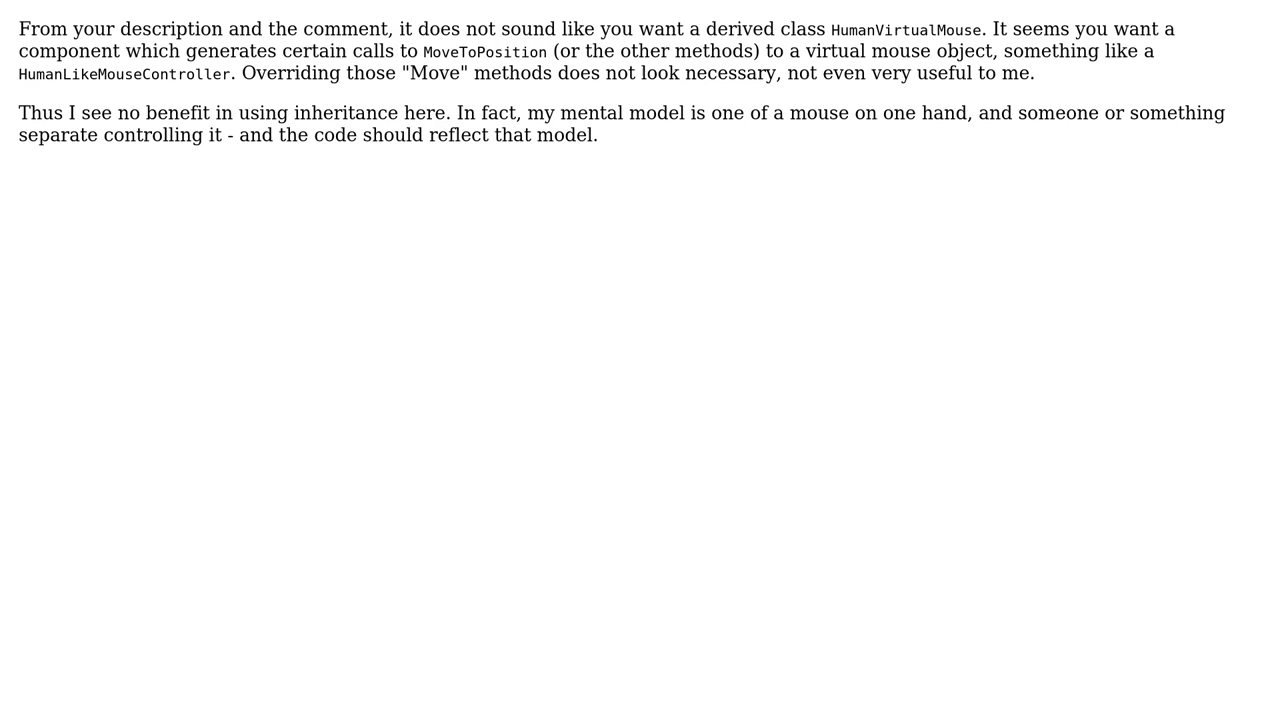 From your description and the comment, it does not sound like you want a derived class HumanVirtualMouse. It seems you want a
component which generates certain calls to MoveToPosition (or the other methods) to a virtual mouse object, something like a
HumanLikeMouseController. Overriding those "Move" methods does not look necessary, not even very useful to me.
Thus I see no benefit in using inheritance here. In fact, my mental model is one of a mouse on one hand, and someone or something
separate controlling it - and the code should reflect that model.